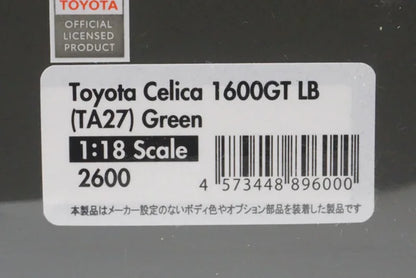 TOYOTA
OFFICIAL
LICENSED
PRODUCT
Toyota Celica 1600GT LB
(TA27) Green
1:18 Scale
2600
4 573448 896000
本製品はメーカー設定のないボディ色やオプション部品を装着した製品です